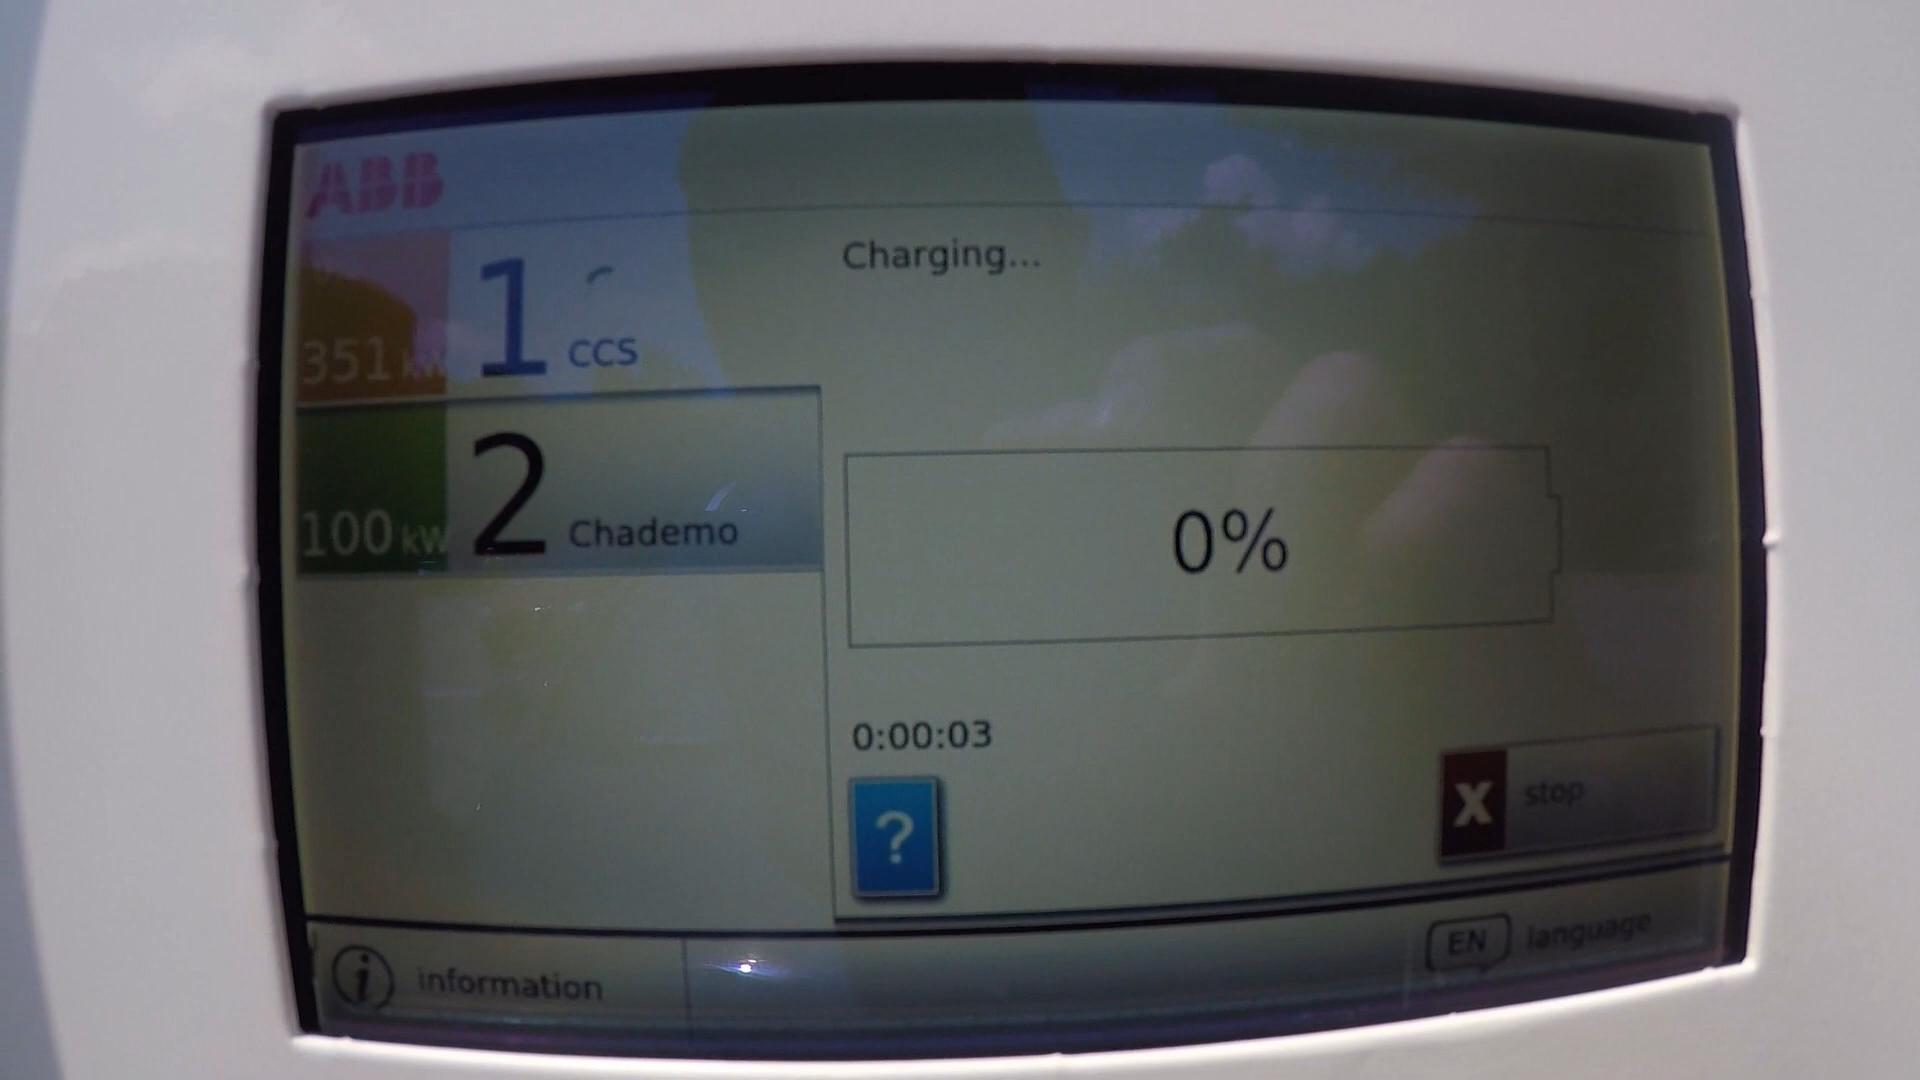 ABB
Charging...
351 kW 1 CCS
100 kW 2 Chademo
0%
0:00:03
?
X stop
i information
EN language